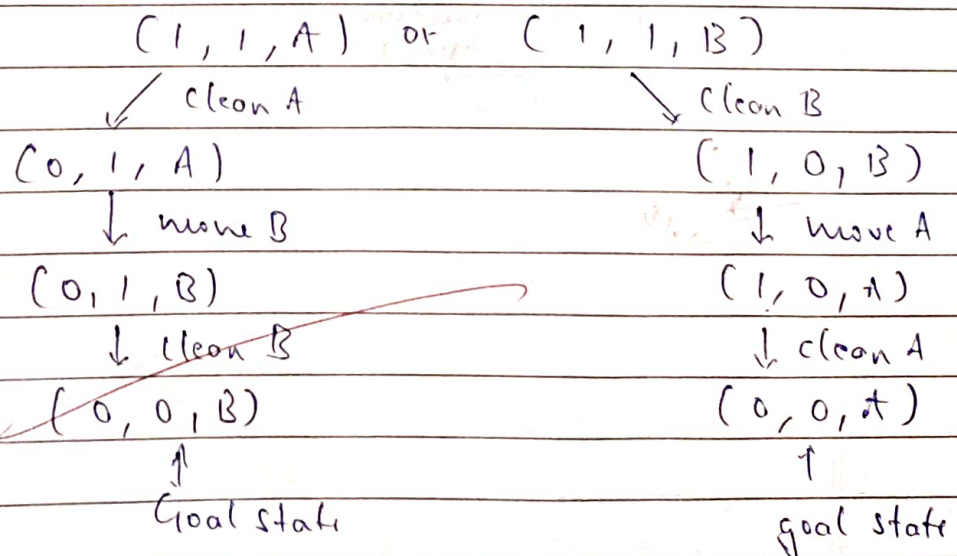 (1, 1, A) or (1, 1, B)
↙ Clean A ↘ Clean B
(0, 1, A) (1, 0, B)
↓ move B ↓ move A
(0, 1, B) (1, 0, A)
↓ Clean B ↓ clean A
(0, 0, B) (0, 0, A)
↑ ↑
Goal state goal state